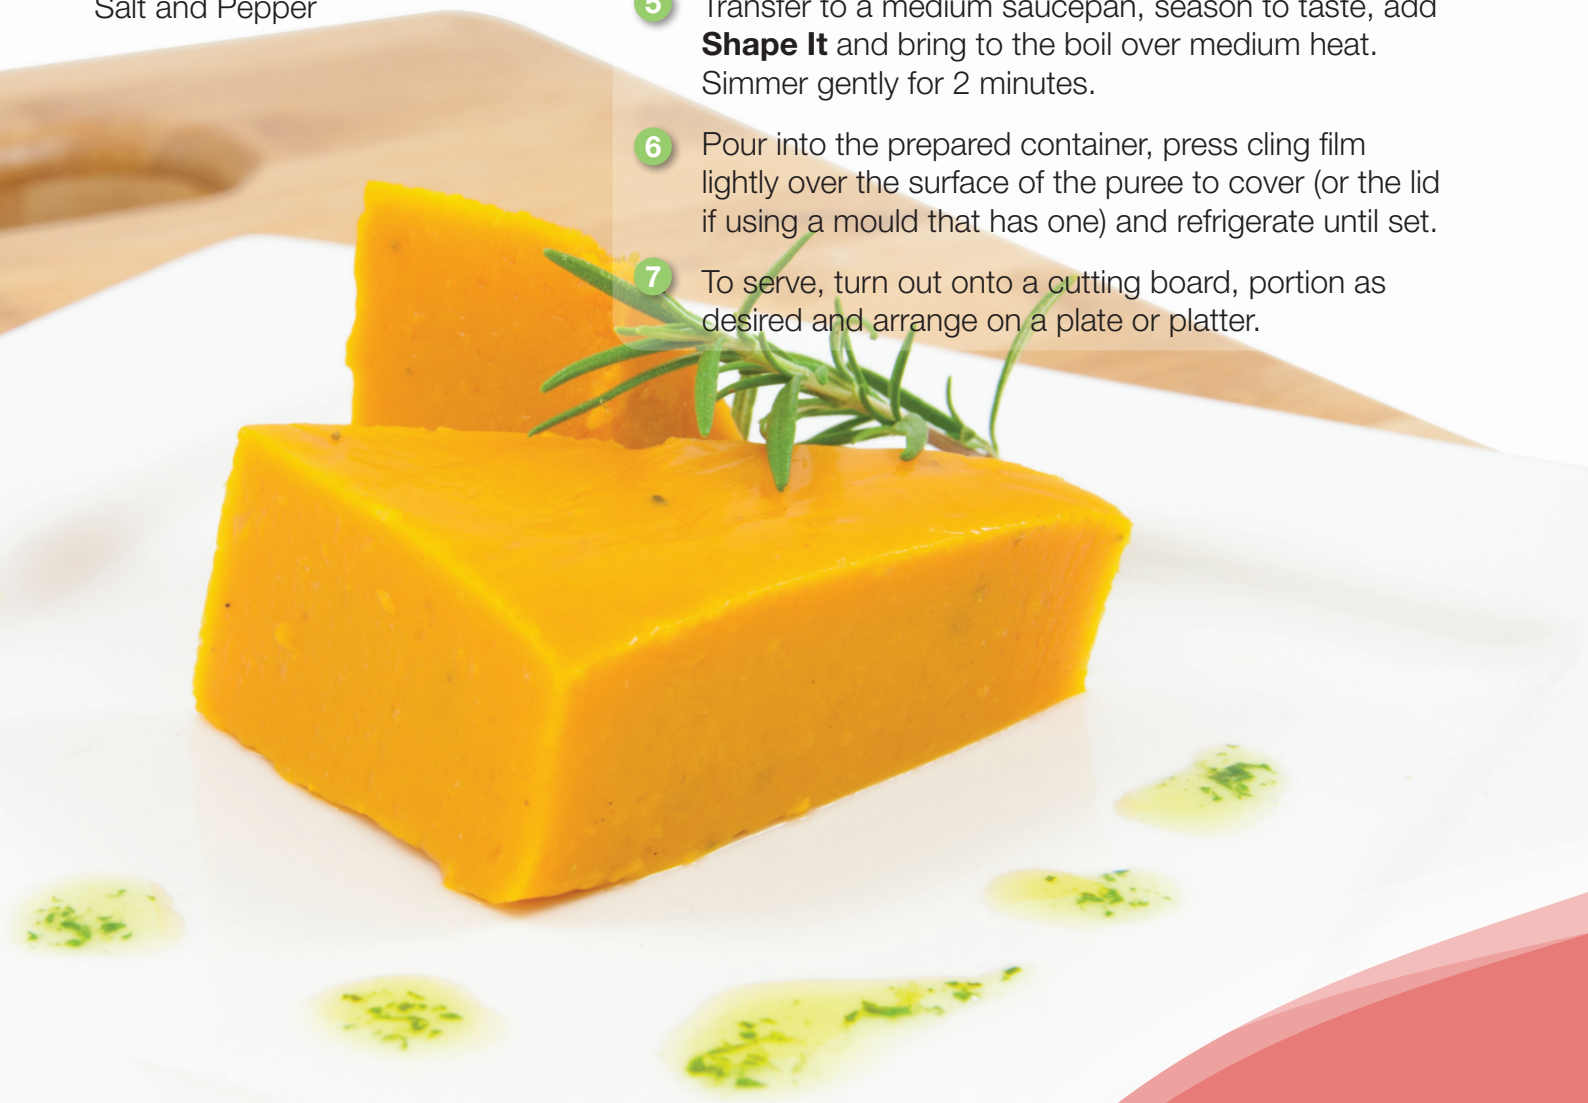 Salt and Pepper
5 Transfer to a medium saucepan, season to taste, add
Shape It and bring to the boil over medium heat.
Simmer gently for 2 minutes.
6 Pour into the prepared container, press cling film
lightly over the surface of the puree to cover (or the lid
if using a mould that has one) and refrigerate until set.
7 To serve, turn out onto a cutting board, portion as
desired and arrange on a plate or platter.